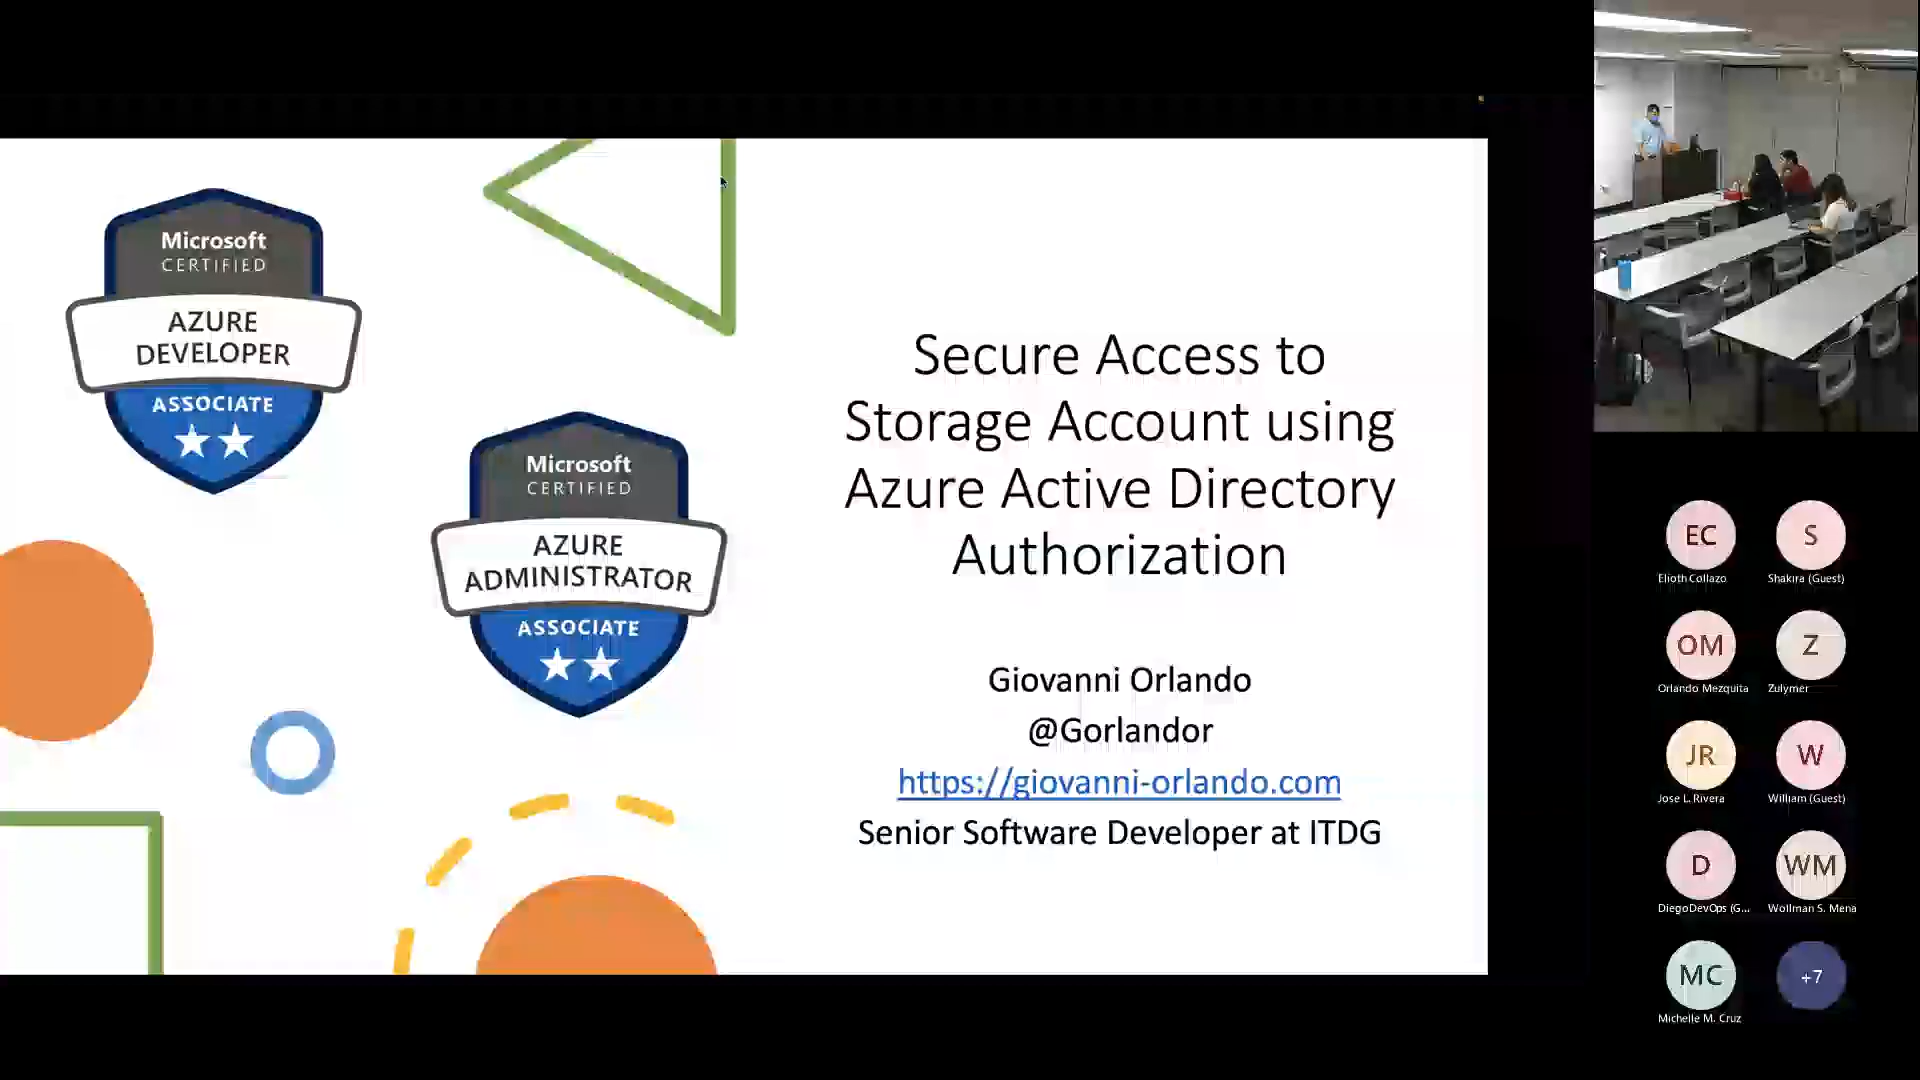 Microsoft
CERTIFIED
AZURE
DEVELOPER
ASSOCIATE
Microsoft
CERTIFIED
AZURE
ADMINISTRATOR
ASSOCIATE
Secure Access to
Storage Account using
Azure Active Directory
Authorization
Giovanni Orlando
@Gorlandor
https://giovanni-orlando.com
Senior Software Developer at ITDG
EC
Elioth Collazo
S
Shakira (Guest)
OM
Orlando Mezquita
Z
Zulymer
JR
Jose L. Rivera
W
William (Guest)
D
DiegoDevOps (G...
WM
Wollman S. Mena
MC
Michelle M. Cruz
+7